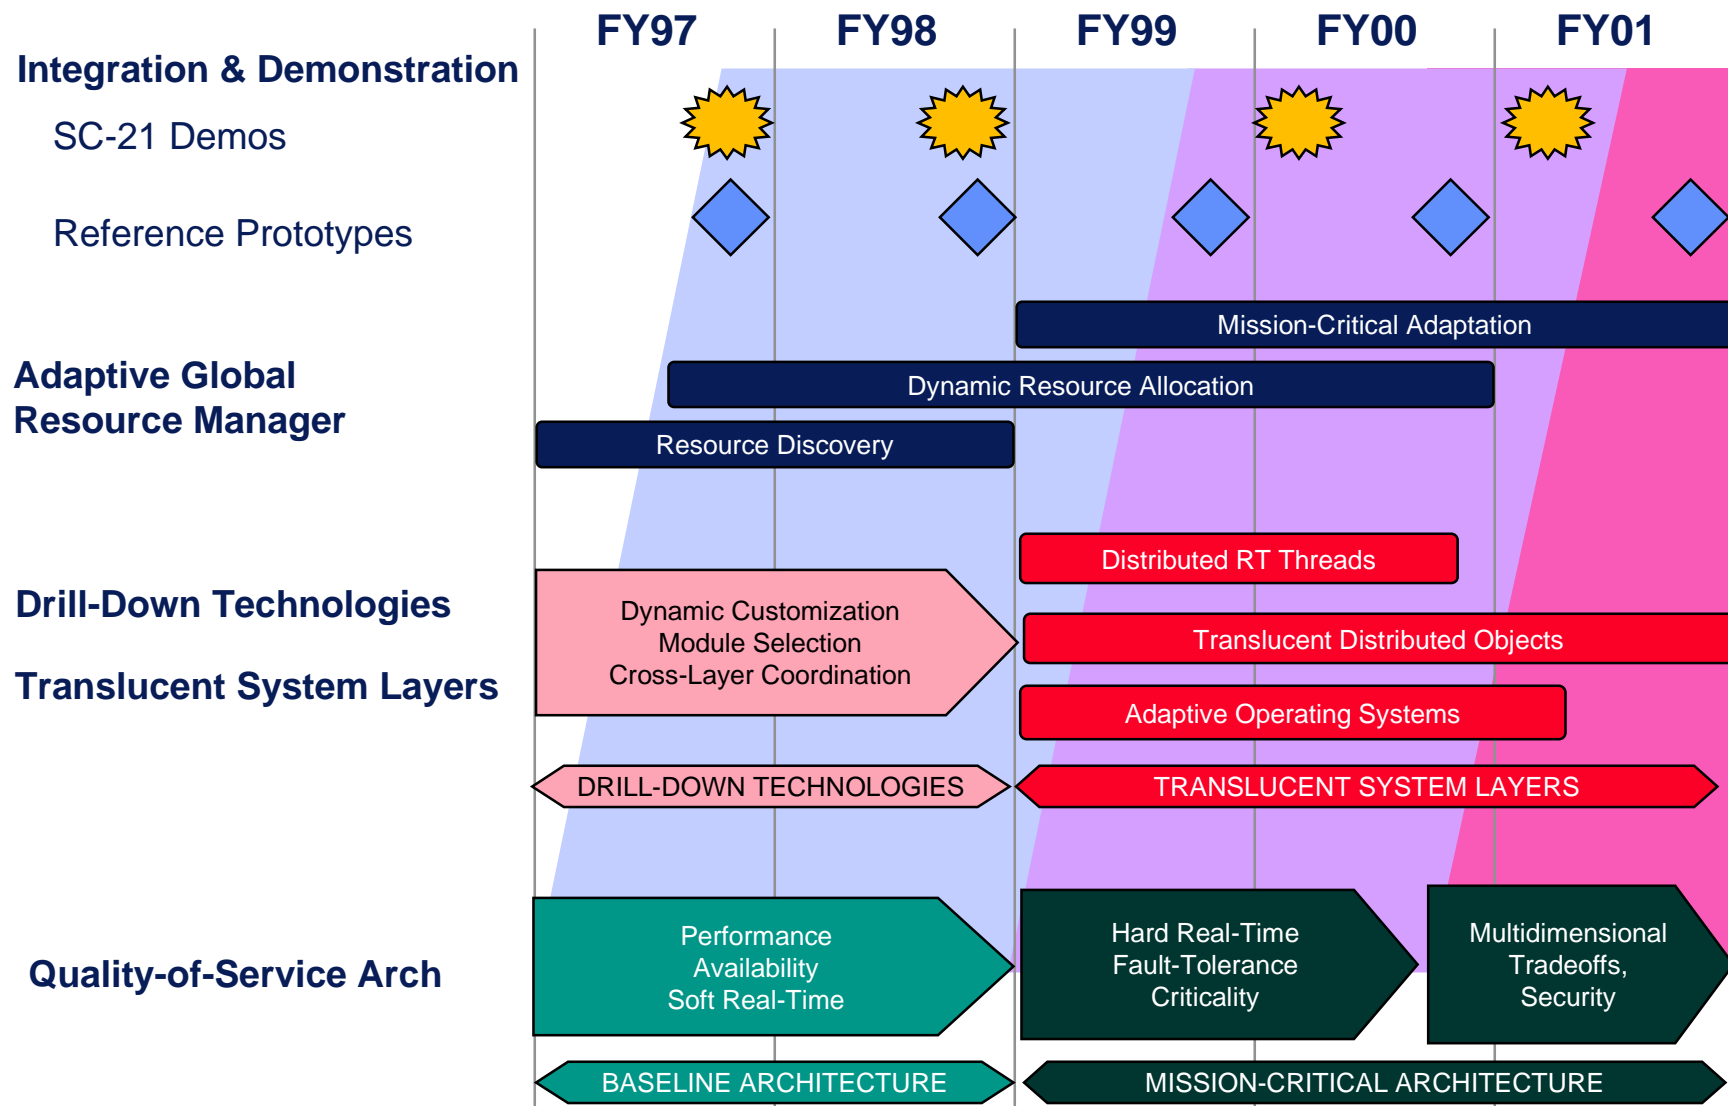 FY97
FY98
FY99
FY00
FY01
Integration & Demonstration
SC-21 Demos
Reference Prototypes
Mission-Critical Adaptation
Adaptive Global
Resource Manager
Dynamic Resource Allocation
Resource Discovery
Distributed RT Threads
Drill-Down Technologies
Dynamic Customization
Module Selection
Cross-Layer Coordination
Translucent Distributed Objects
Translucent System Layers
Adaptive Operating Systems
DRILL-DOWN TECHNOLOGIES
TRANSLUCENT SYSTEM LAYERS
Quality-of-Service Arch
Performance
Availability
Soft Real-Time
Hard Real-Time
Fault-Tolerance
Criticality
Multidimensional
Tradeoffs,
Security
BASELINE ARCHITECTURE
MISSION-CRITICAL ARCHITECTURE